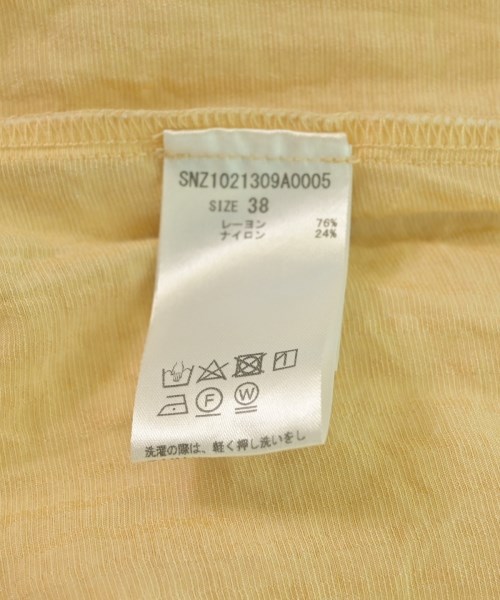 SNZ1021309A0005
SIZE 38
レーヨン 76%
ナイロン 24%
F W
洗濯の際は、軽く押し洗いをし